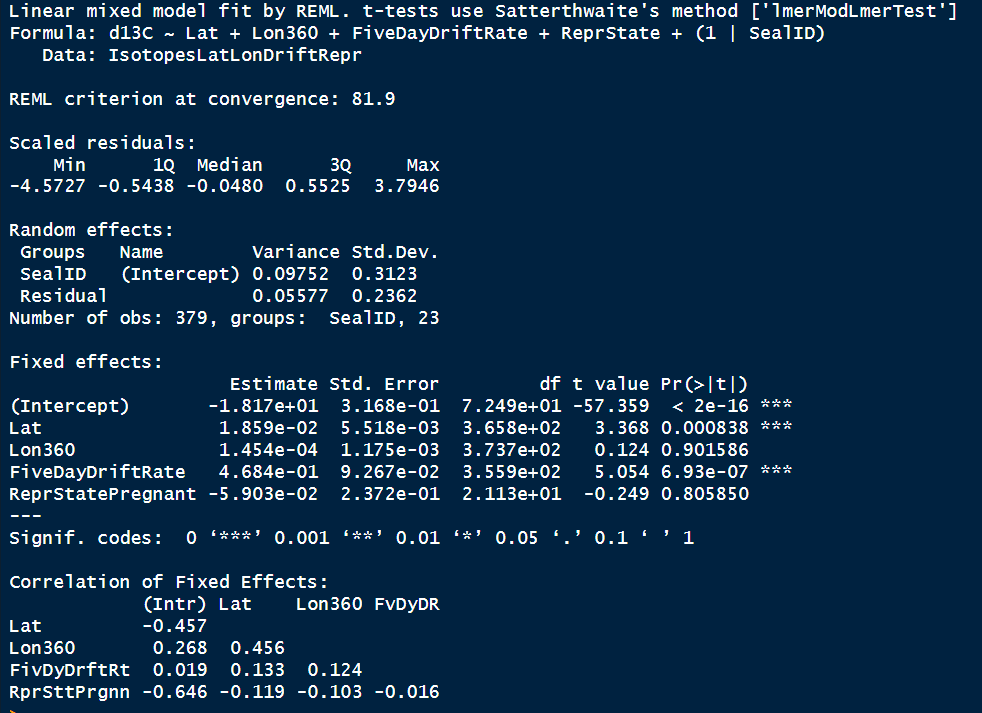 Linear mixed model fit by REML. t-tests use Satterthwaite's method ['lmerModLmerTest']
Formula: d13C ~ Lat + Lon360 + FiveDayDriftRate + ReprState + (1 | SealID)
   Data: IsotopesLatLonDriftRepr

REML criterion at convergence: 81.9

Scaled residuals:
    Min      1Q  Median      3Q     Max
-4.5727 -0.5438 -0.0480  0.5525  3.7946

Random effects:
 Groups   Name        Variance Std.Dev.
 SealID   (Intercept) 0.09752  0.3123
 Residual             0.05577  0.2362
Number of obs: 379, groups:  SealID, 23

Fixed effects:
                    Estimate Std. Error         df t value Pr(>|t|)
(Intercept)       -1.817e+01  3.168e-01  7.249e+01 -57.359  < 2e-16 ***
Lat                1.859e-02  5.518e-03  3.658e+02   3.368 0.000838 ***
Lon360             1.454e-04  1.175e-03  3.737e+02   0.124 0.901586
FiveDayDriftRate   4.684e-01  9.267e-02  3.559e+02   5.054 6.93e-07 ***
ReprStatePregnant -5.903e-02  2.372e-01  2.113e+01  -0.249 0.805850
---
Signif. codes:  0 ‘***’ 0.001 ‘**’ 0.01 ‘*’ 0.05 ‘.’ 0.1 ‘ ’ 1

Correlation of Fixed Effects:
            (Intr) Lat    Lon360 FvDyDR
Lat         -0.457
Lon360       0.268  0.456
FivDyDrftRt  0.019  0.133  0.124
RprSttPrgnn -0.646 -0.119 -0.103 -0.016